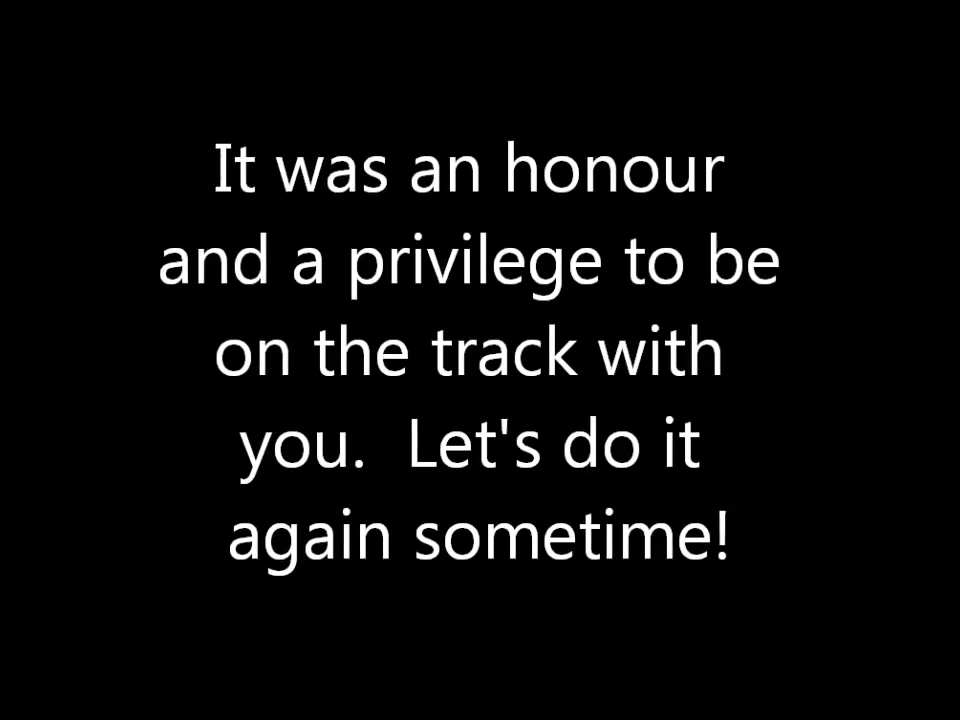 It was an honour
and a privilege to be
on the track with
you.  Let's do it
again sometime!